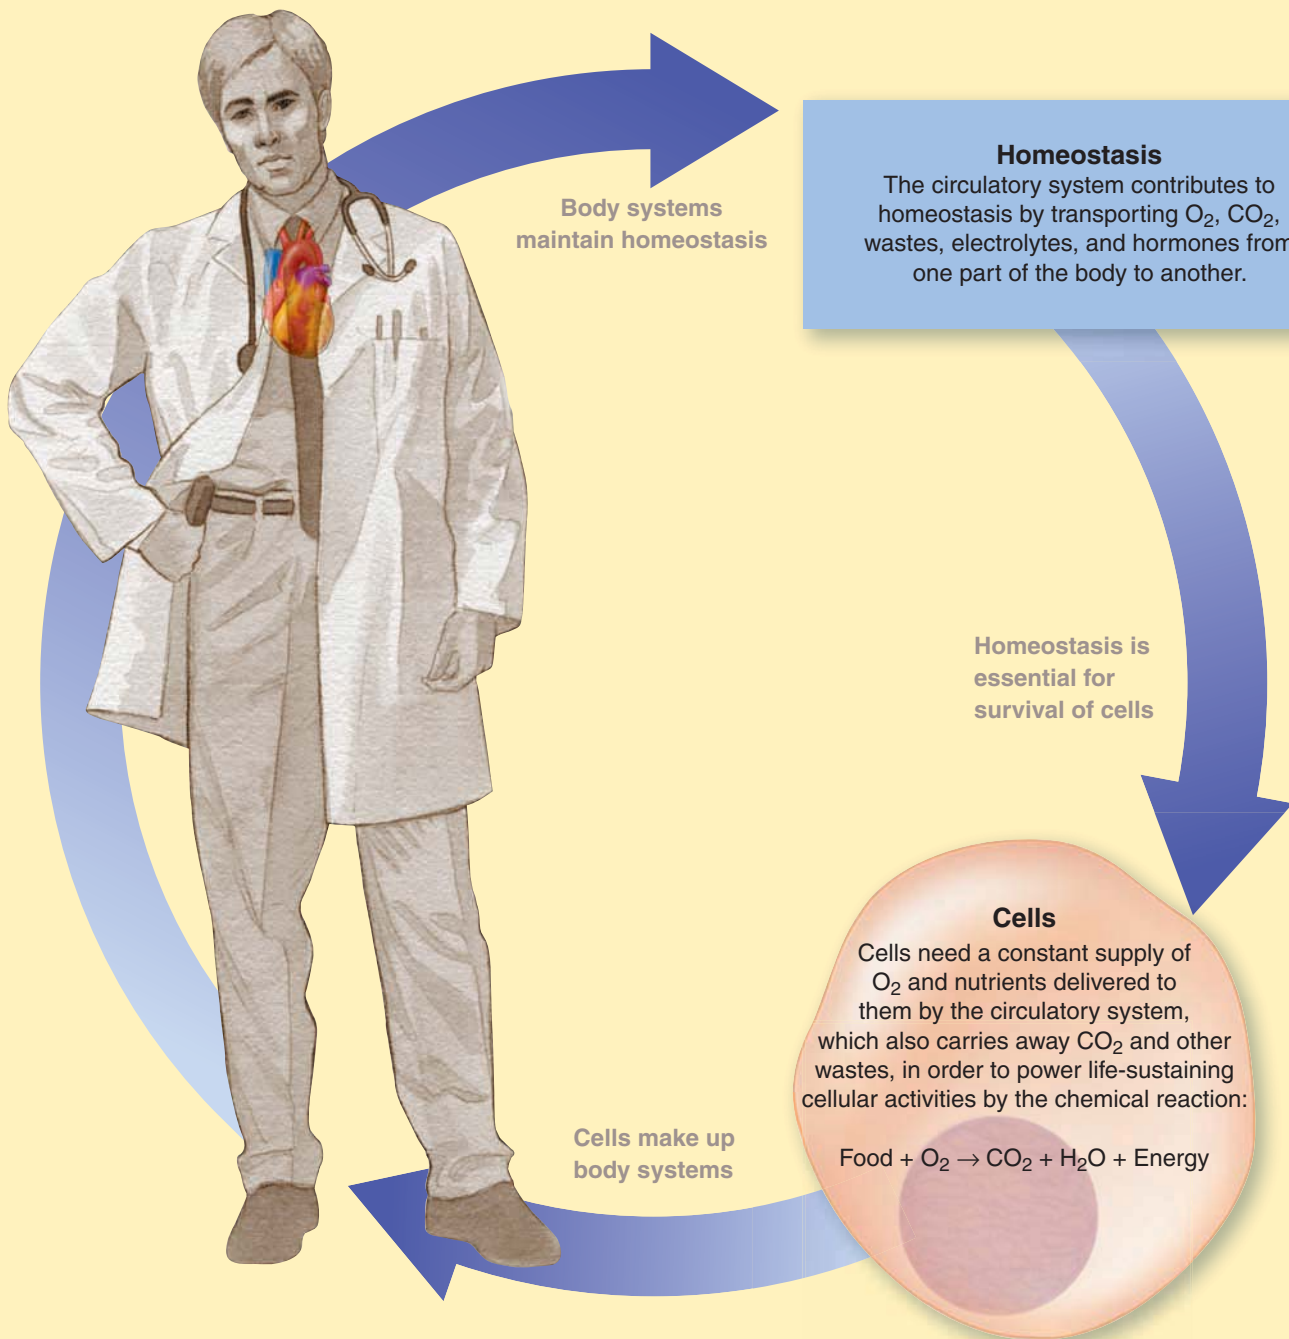 Body systems
maintain homeostasis
Homeostasis
The circulatory system contributes to
homeostasis by transporting O₂, CO₂,
wastes, electrolytes, and hormones from
one part of the body to another.
Homeostasis is
essential for
survival of cells
Cells
Cells need a constant supply of
O₂ and nutrients delivered to
them by the circulatory system,
which also carries away CO₂ and other
wastes, in order to power life-sustaining
cellular activities by the chemical reaction:
Food + O₂ → CO₂ + H₂O + Energy
Cells make up
body systems